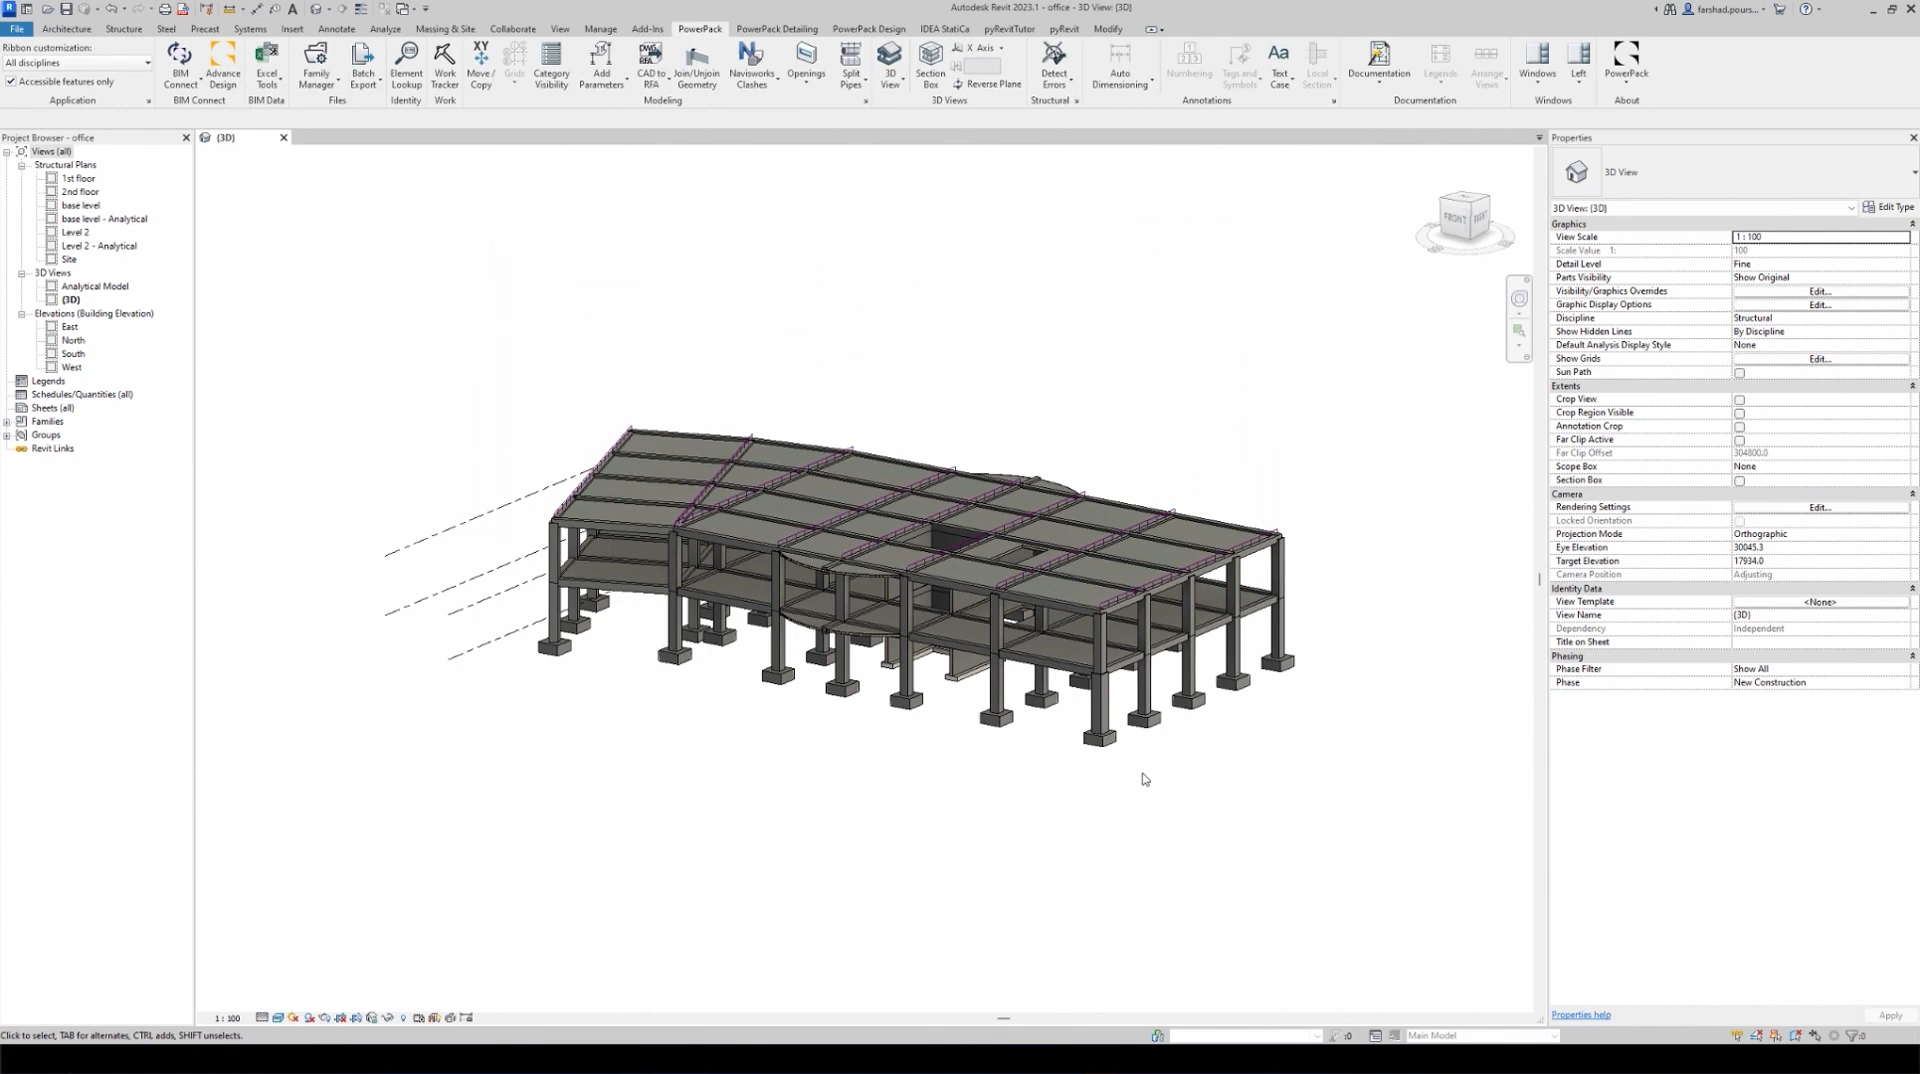 Autodesk Revit 2023.1 - office - 3D View: {3D}
farshad.pours...
File Architecture Structure Steel Precast Systems Insert Annotate Analyze Massing & Site Collaborate View Manage Add-Ins PowerPack PowerPack Detailing PowerPack Design IDEA StatiCa pyRevitTutor pyRevit Modify
Ribbon customization:
All disciplines
Accessible features only
Application
BIM Connect
Advance Design
BIM Connect
Excel Tools
BIM Data
Family Manager
Batch Export
Files
Element Lookup
Identity
Work Tracker
Work
XY
Move / Copy
Grids
Category Visibility
Add Parameters
DWG
RFA
CAD to RFA
Join/Unjoin Geometry
Navisworks Clashes
Openings
Split Pipes
Modeling
3D View
Section Box
X Axis
Reverse Plane
3D Views
Detect Errors
Structural
Auto Dimensioning
Numbering
Tags and Symbols
Aa
Text Case
Local Section
Annotations
Documentation
Legends
Arrange Views
Documentation
Windows
Left
Windows
PowerPack
About
Project Browser - office
Views (all)
Structural Plans
1st floor
2nd floor
base level
base level - Analytical
Level 2
Level 2 - Analytical
Site
3D Views
Analytical Model
{3D}
Elevations (Building Elevation)
East
North
South
West
Legends
Schedules/Quantities (all)
Sheets (all)
Families
Groups
Revit Links
{3D}
FRONT RIGHT
Properties
3D View
3D View: {3D} Edit Type
Graphics
View Scale 1 : 100
Scale Value 1: 100
Detail Level Fine
Parts Visibility Show Original
Visibility/Graphics Overrides Edit...
Graphic Display Options Edit...
Discipline Structural
Show Hidden Lines By Discipline
Default Analysis Display Style None
Show Grids Edit...
Sun Path
Extents
Crop View
Crop Region Visible
Annotation Crop
Far Clip Active
Far Clip Offset 304800.0
Scope Box None
Section Box
Camera
Rendering Settings Edit...
Locked Orientation
Projection Mode Orthographic
Eye Elevation 30045.3
Target Elevation 17934.0
Camera Position Adjusting
Identity Data
View Template <None>
View Name {3D}
Dependency Independent
Title on Sheet
Phasing
Phase Filter Show All
Phase New Construction
Properties help Apply
1 : 100
Click to select, TAB for alternates, CTRL adds, SHIFT unselects.
:0
Main Model
:0